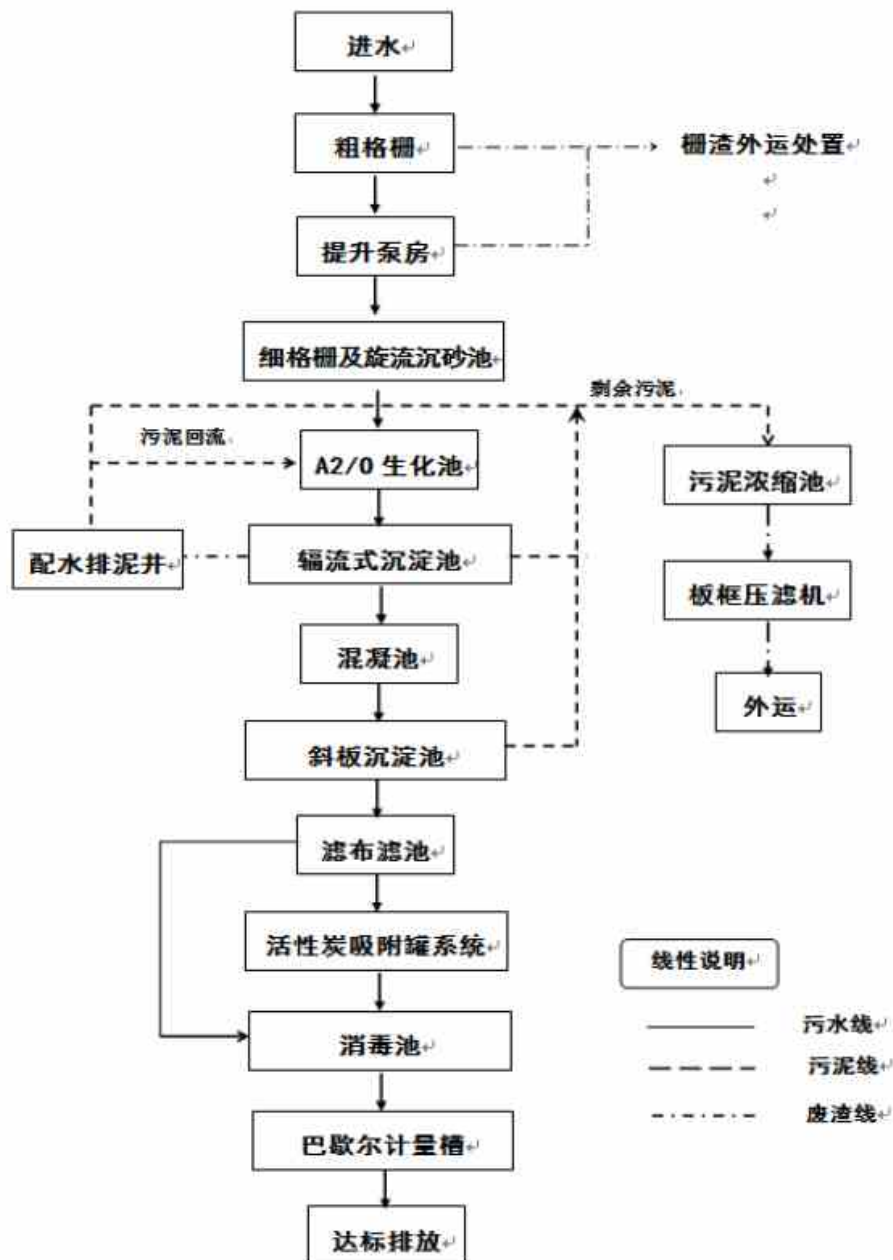 进水
粗格栅
栅渣外运处置
提升泵房
细格栅及旋流沉砂池
剩余污泥
污泥回流
A2/O 生化池
污泥浓缩池
配水排泥井
辐流式沉淀池
板框压滤机
混凝池
外运
斜板沉淀池
滤布滤池
活性炭吸附罐系统
线性说明
污水线
消毒池
污泥线
废渣线
巴歇尔计量槽
达标排放